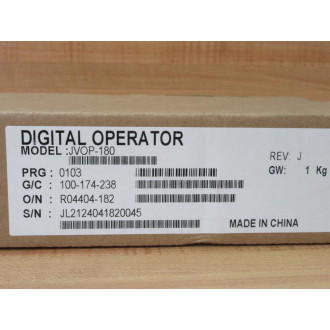 DIGITAL OPERATOR
MODEL : JVOP-180
REV: J
PRG : 0103
GW: 1 Kg
G/C : 100-174-238
O/N : R04404-182
S/N : JL2124041820045
MADE IN CHINA